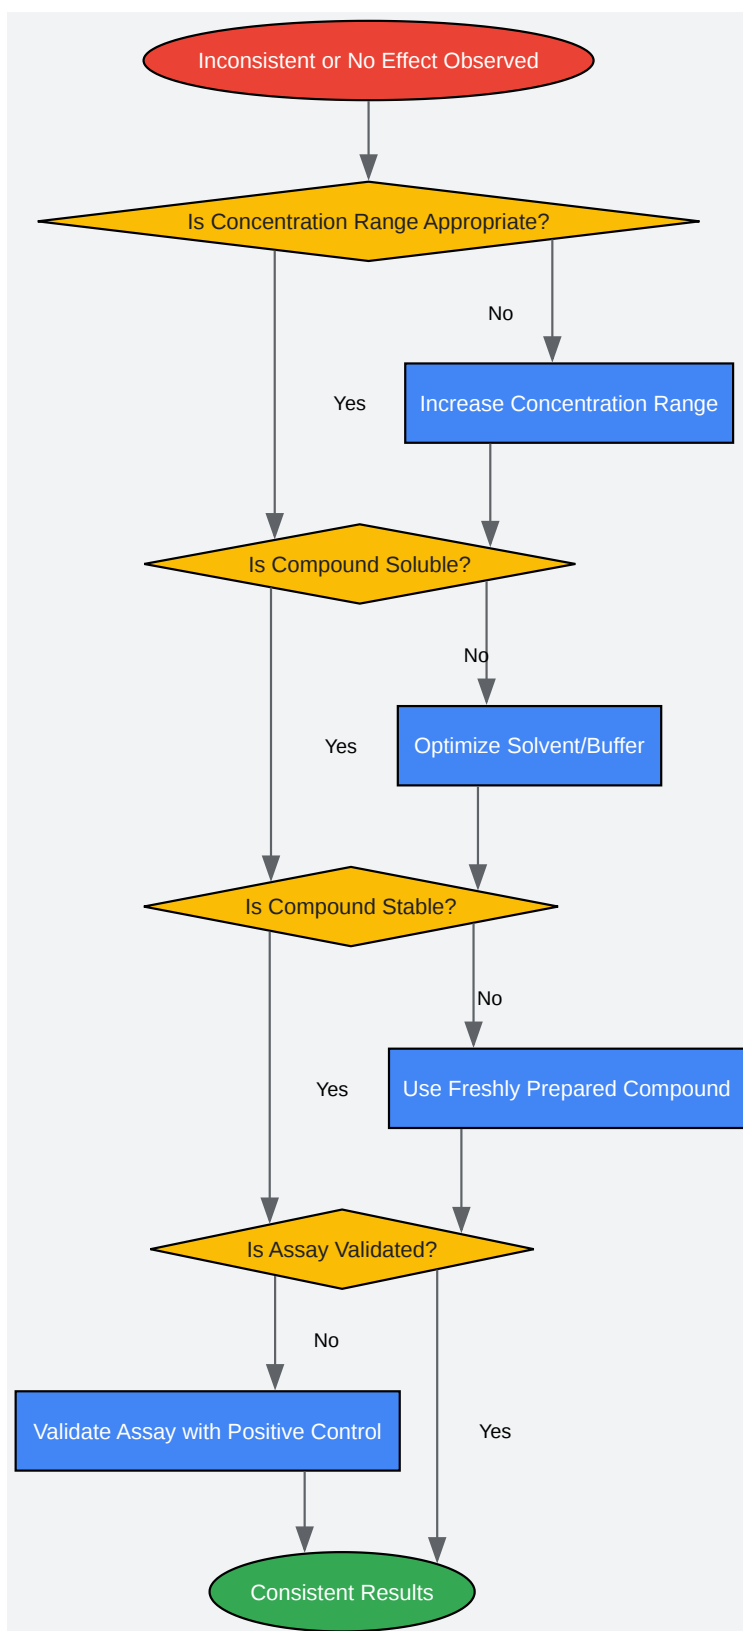 Inconsistent or No Effect Observed
Is Concentration Range Appropriate?
No
Yes
Increase Concentration Range
Is Compound Soluble?
No
Yes
Optimize Solvent/Buffer
Is Compound Stable?
No
Yes
Use Freshly Prepared Compound
Is Assay Validated?
No
Validate Assay with Positive Control
Yes
Consistent Results